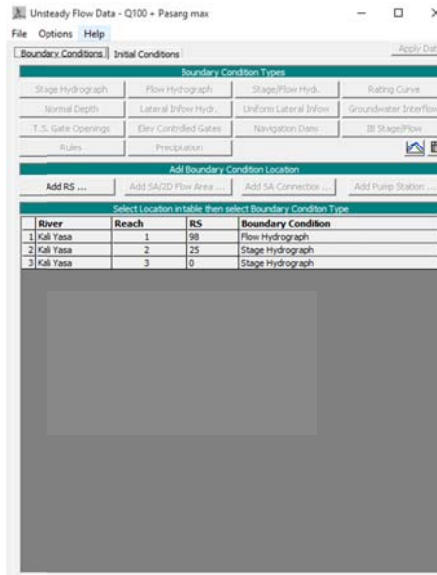 Unsteady Flow Data - Q100 + Pasang max
File Options Help
Boundary Conditions Initial Conditions Apply Dat
Boundary Condition Types
Stage Hydrograph Flow Hydrograph Stage/Flow Hyd. Rating Curve
Normal Depth Lateral Inflow Hydr. Uniform Lateral Inflow Groundwater Interflow
T.S. Gate Openings Elev Controlled Gates Navigation Dams IB Stage/Flow
Rules Precipitation
Add Boundary Condition Location
Add RS ... Add SA/2D Flow Area ... Add SA Connection ... Add Pump Station ...
Select Location in table then select Boundary Condition Type
River Reach RS Boundary Condition
1 Kali Yasa 1 98 Flow Hydrograph
2 Kali Yasa 2 25 Stage Hydrograph
3 Kali Yasa 3 0 Stage Hydrograph